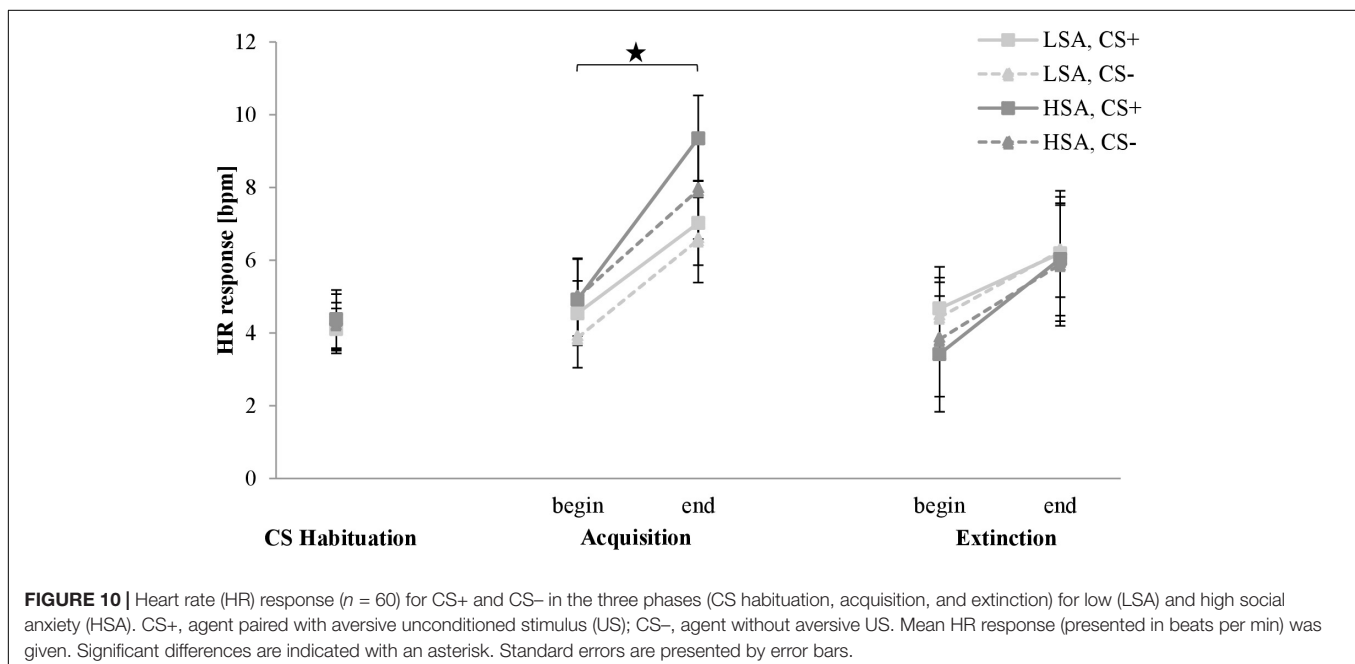 12
10
8
6
4
2
0
HR response [bpm]
★
LSA, CS+
LSA, CS-
HSA, CS+
HSA, CS-
begin end begin end
CS Habituation Acquisition Extinction
FIGURE 10 | Heart rate (HR) response (n = 60) for CS+ and CS– in the three phases (CS habituation, acquisition, and extinction) for low (LSA) and high social
anxiety (HSA). CS+, agent paired with aversive unconditioned stimulus (US); CS–, agent without aversive US. Mean HR response (presented in beats per min) was
given. Significant differences are indicated with an asterisk. Standard errors are presented by error bars.